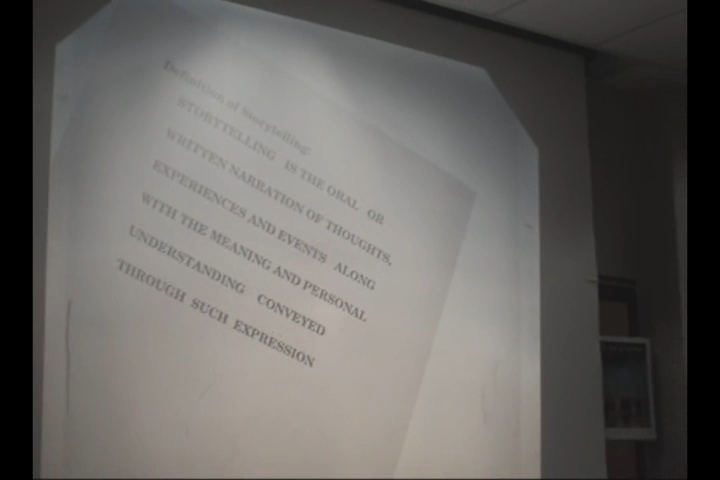 Definition of Storytelling:
STORYTELLING IS THE ORAL OR
WRITTEN NARRATION OF THOUGHTS,
EXPERIENCES AND EVENTS ALONG
WITH THE MEANING AND PERSONAL
UNDERSTANDING CONVEYED
THROUGH SUCH EXPRESSION